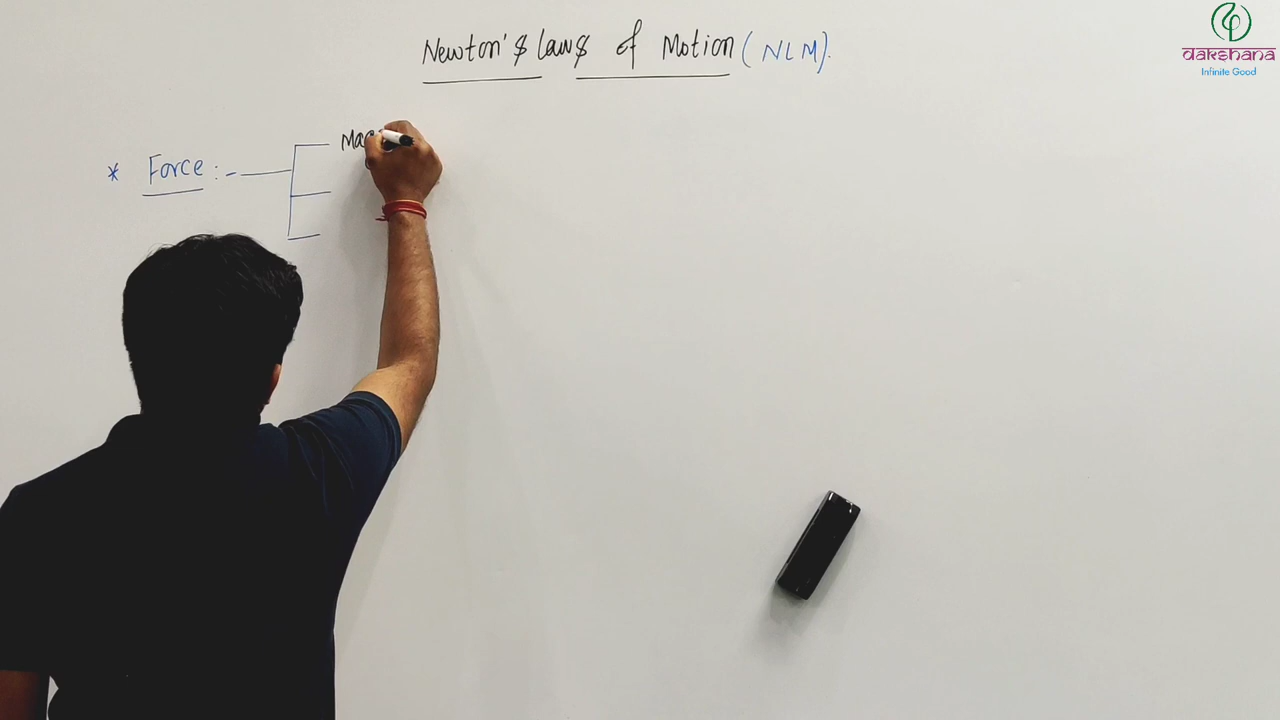 Newton's Laws of Motion (NLM).
* Force :-
dakshana
Infinite Good